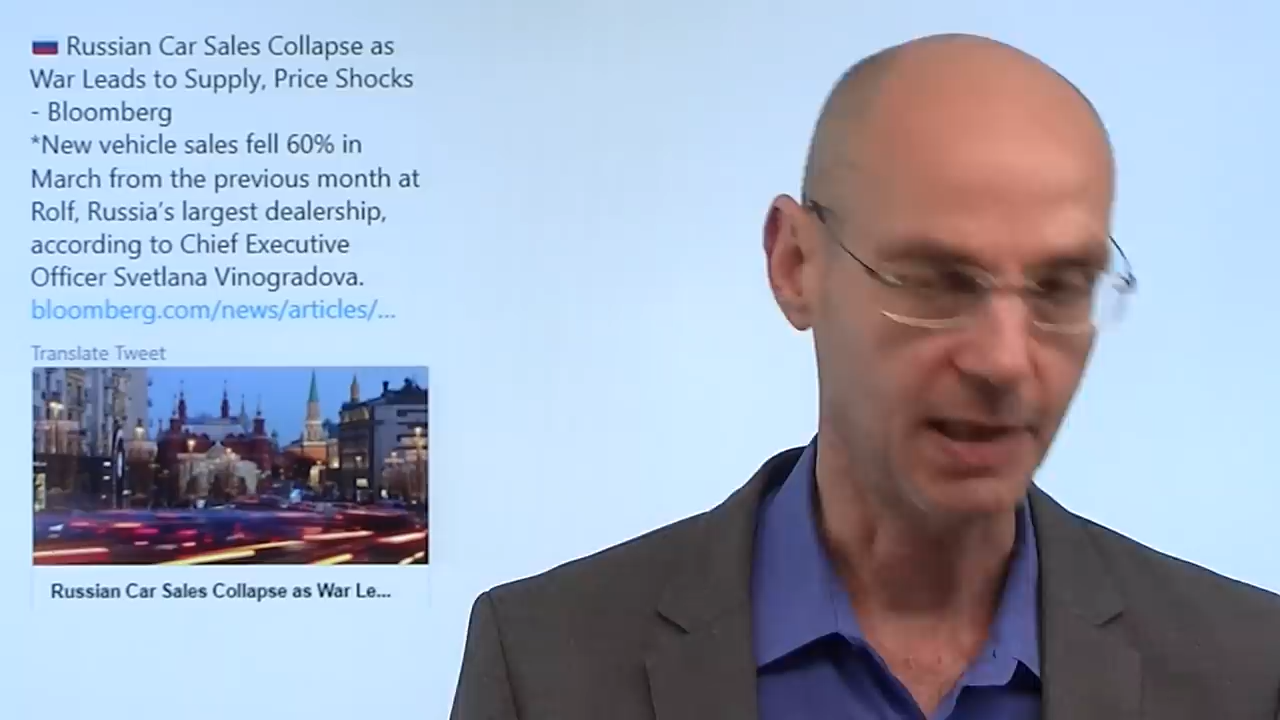 Russian Car Sales Collapse as
War Leads to Supply, Price Shocks
- Bloomberg
*New vehicle sales fell 60% in
March from the previous month at
Rolf, Russia’s largest dealership,
according to Chief Executive
Officer Svetlana Vinogradova.
bloomberg.com/news/articles/...
Translate Tweet
Russian Car Sales Collapse as War Le...